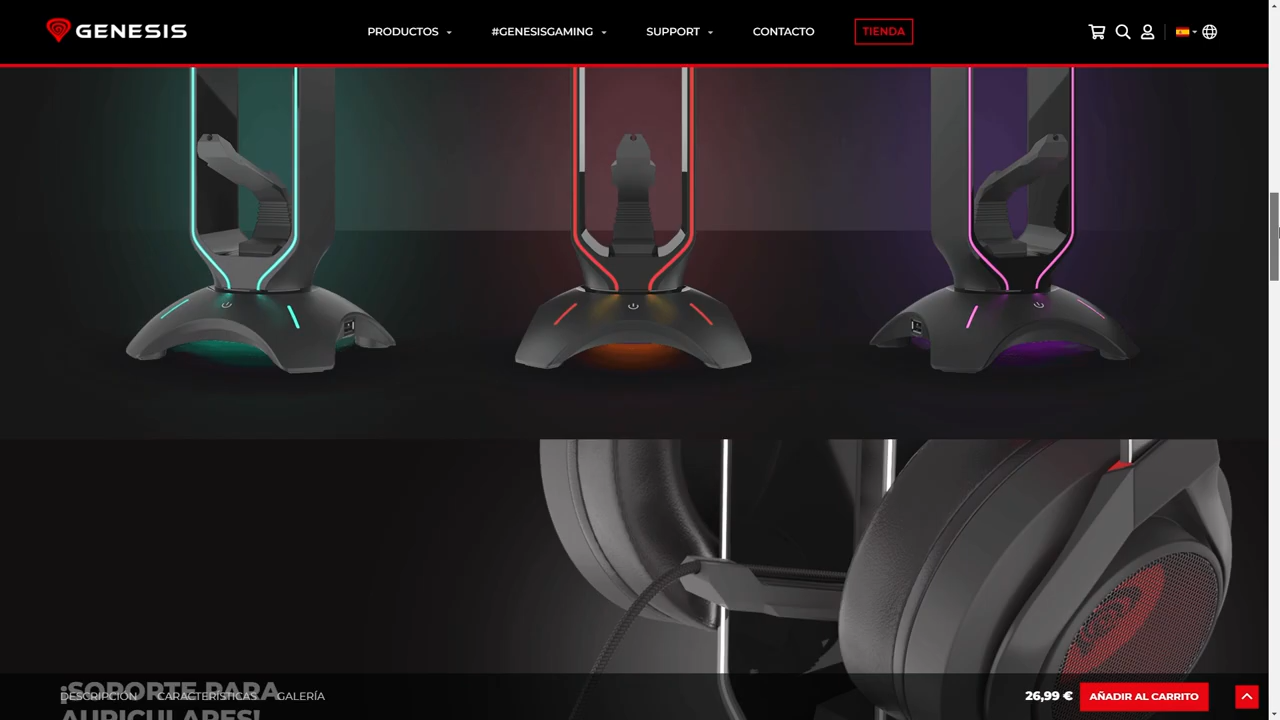 GENESIS
PRODUCTOS
#GENESISGAMING
SUPPORT
CONTACTO
TIENDA
¡SOPORTE PARA
AURICULARES!
DESCRIPCIÓN
CARACTERÍSTICAS
GALERÍA
26,99 €
AÑADIR AL CARRITO